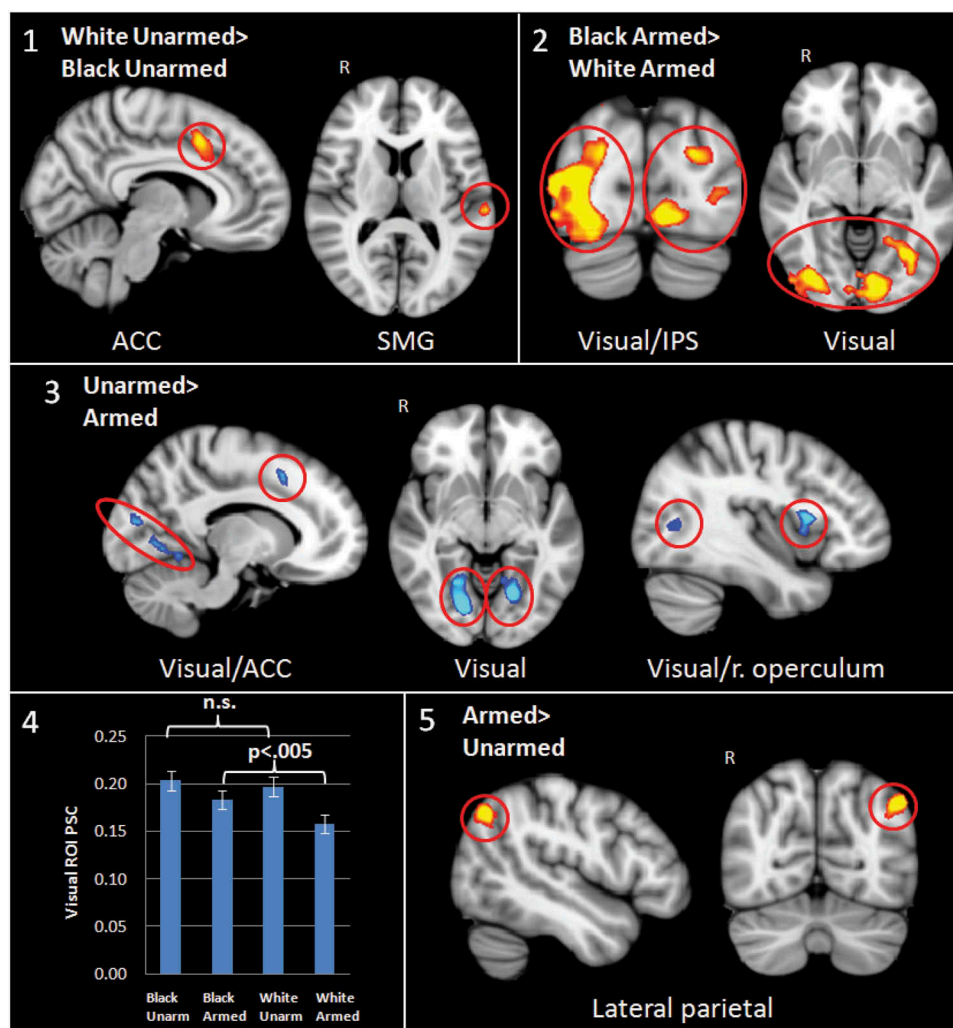 1 White Unarmed>
Black Unarmed
R
ACC SMG
2 Black Armed>
White Armed
R
Visual/IPS Visual
3 Unarmed>
Armed
R
Visual/ACC Visual Visual/r. operculum
4
n.s.
p<.005
Visual ROI PSC
0.25
0.20
0.15
0.10
0.05
0.00
Black Black White White
Unarm Armed Unarm Armed
5 Armed>
Unarmed
R
Lateral parietal